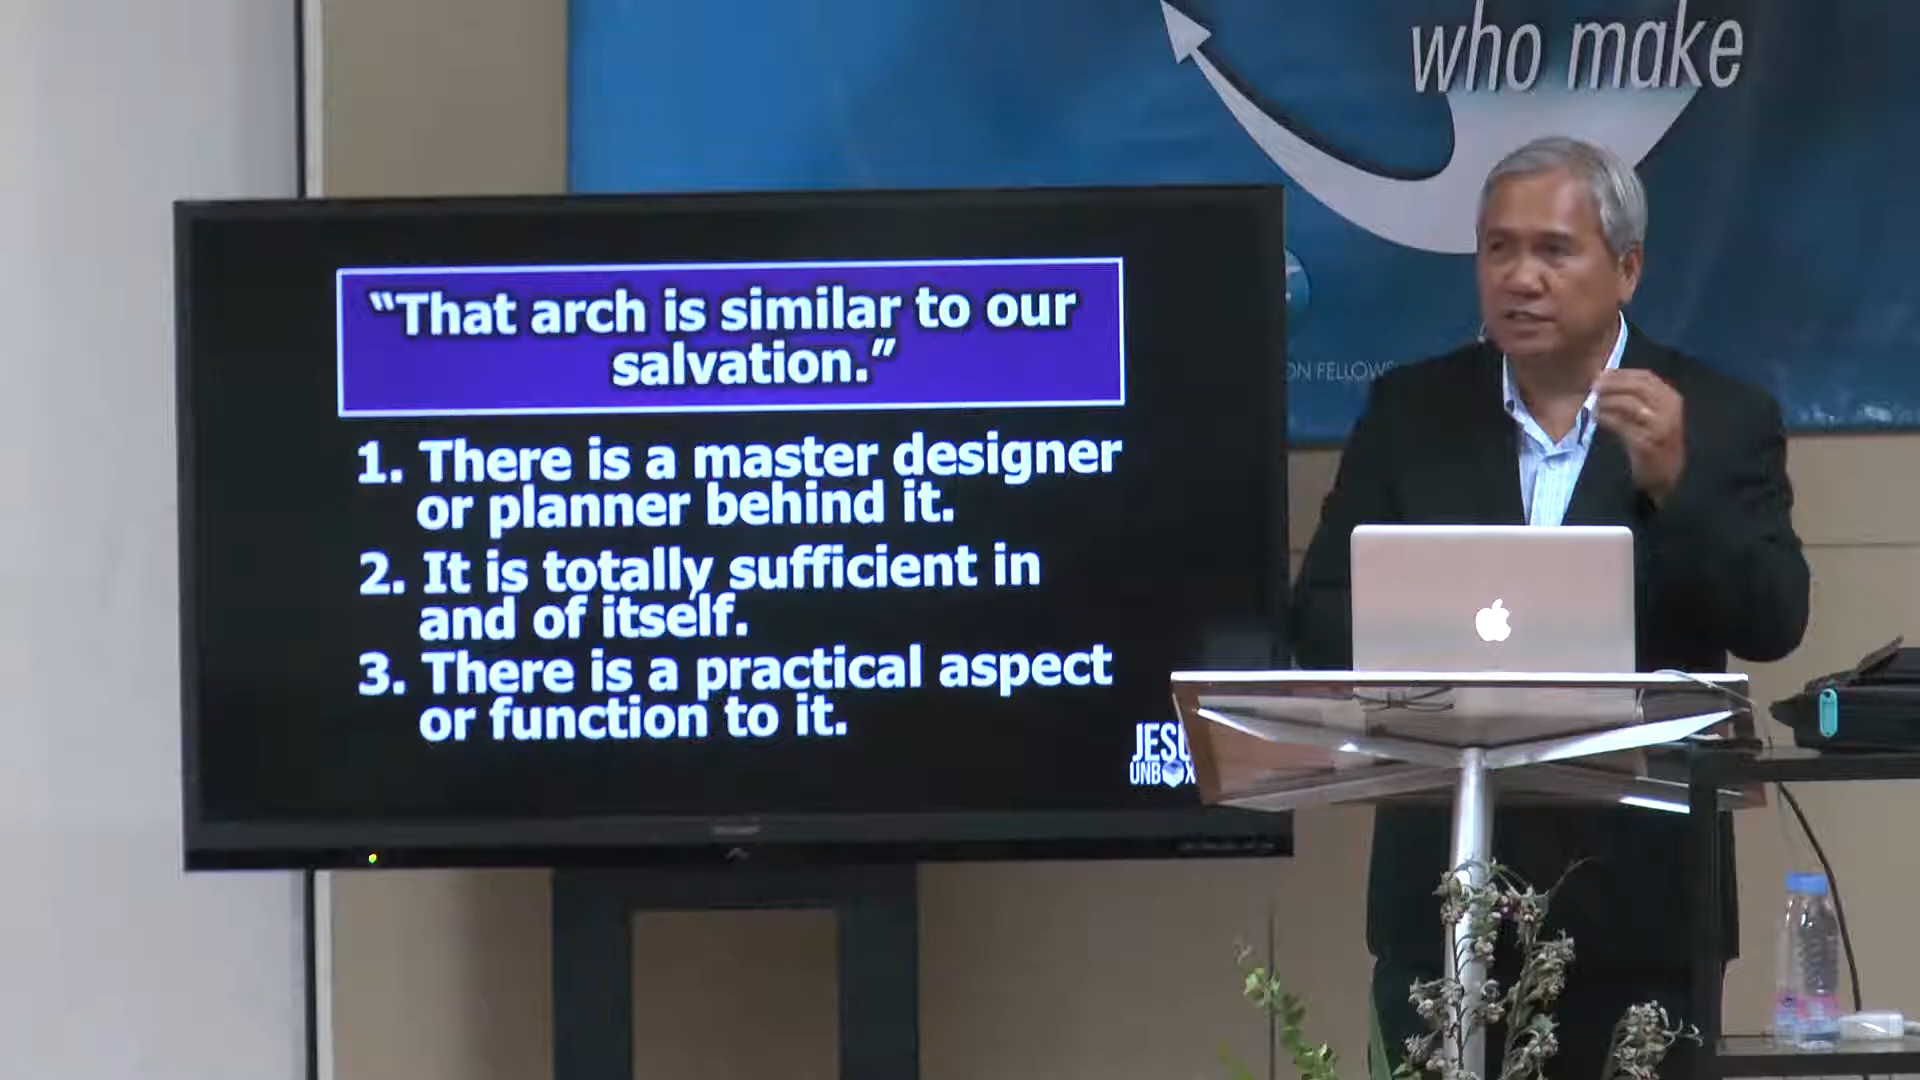 who make
“That arch is similar to our
salvation.”
1. There is a master designer
or planner behind it.
2. It is totally sufficient in
and of itself.
3. There is a practical aspect
or function to it.